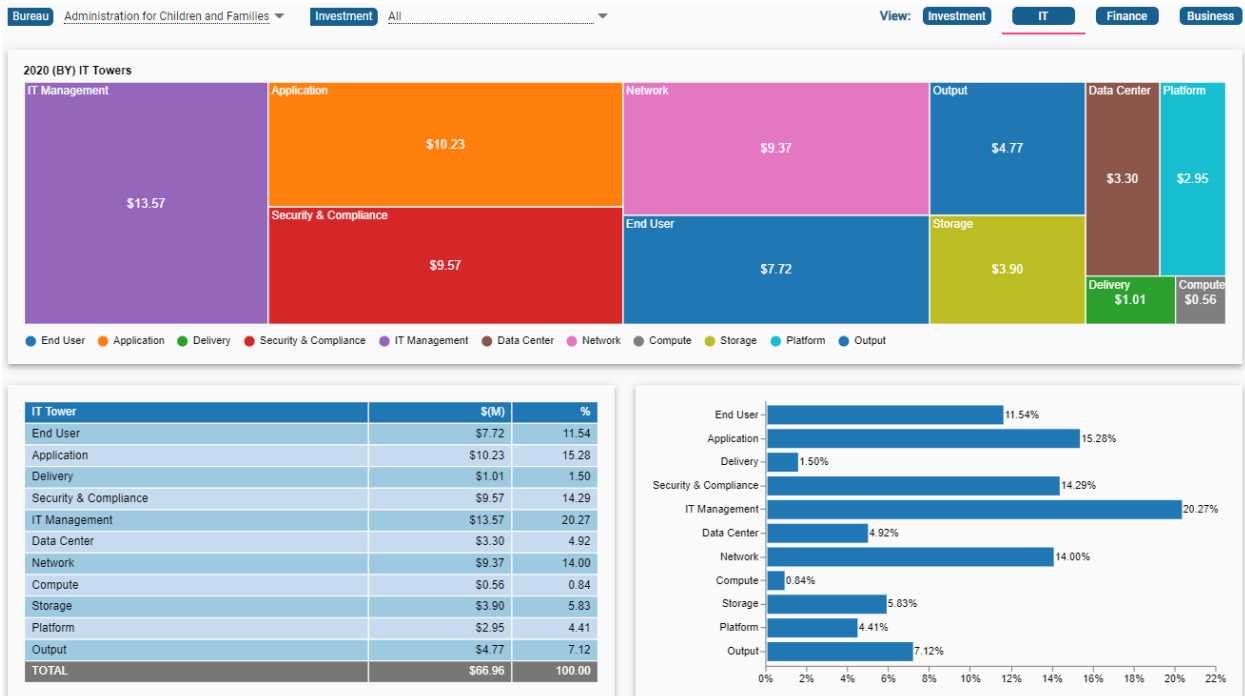 Bureau Administration for Children and Families Investment All View: Investment IT Finance Business
2020 (BY) IT Towers
IT Management
$13.57
Application
$10.23
Security & Compliance
$9.57
Network
$9.37
End User
$7.72
Output
$4.77
Storage
$3.90
Data Center
$3.30
Platform
$2.95
Delivery
$1.01
Compute
$0.56
End User Application Delivery Security & Compliance IT Management Data Center Network Compute Storage Platform Output
IT Tower $(M) %
End User $7.72 11.54
Application $10.23 15.28
Delivery $1.01 1.50
Security & Compliance $9.57 14.29
IT Management $13.57 20.27
Data Center $3.30 4.92
Network $9.37 14.00
Compute $0.56 0.84
Storage $3.90 5.83
Platform $2.95 4.41
Output $4.77 7.12
TOTAL $66.96 100.00
End User 11.54%
Application 15.28%
Delivery 1.50%
Security & Compliance 14.29%
IT Management 20.27%
Data Center 4.92%
Network 14.00%
Compute 0.84%
Storage 5.83%
Platform 4.41%
Output 7.12%
0% 2% 4% 6% 8% 10% 12% 14% 16% 18% 20% 22%